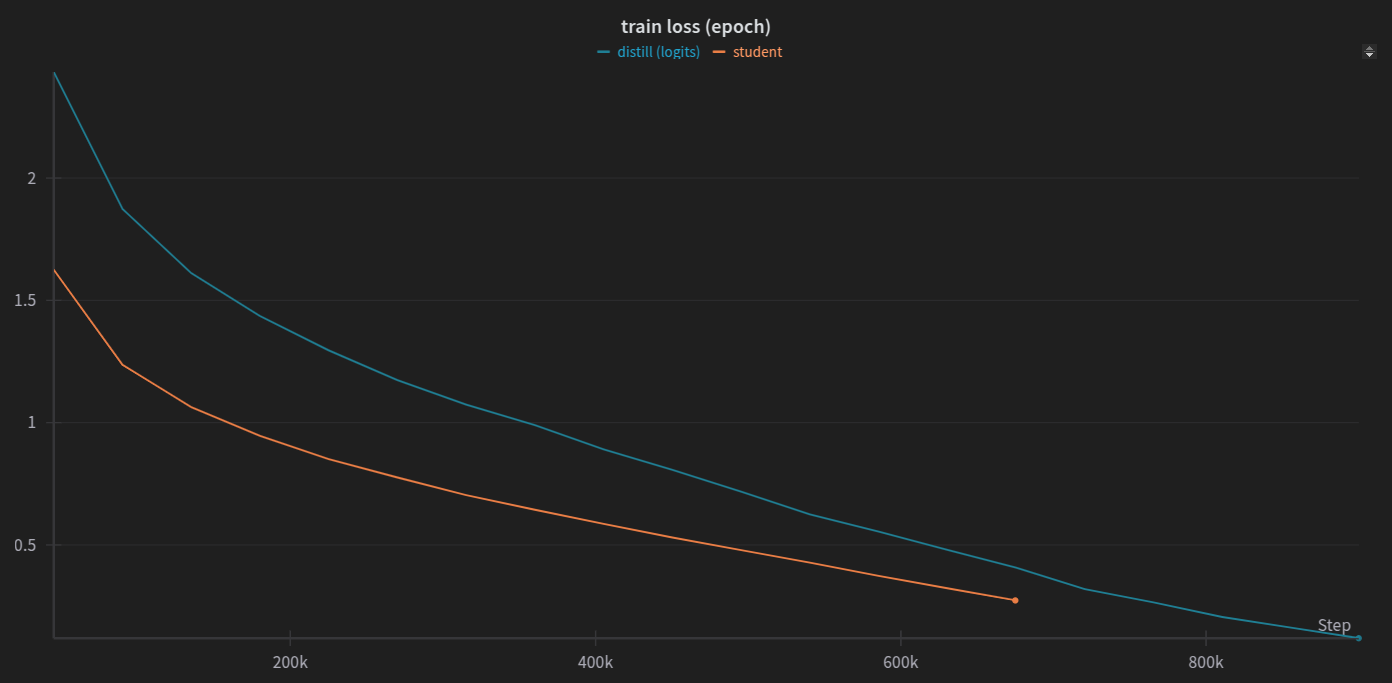 train loss (epoch)
distill (logits) student
2
1.5
1
0.5
Step
200k 400k 600k 800k